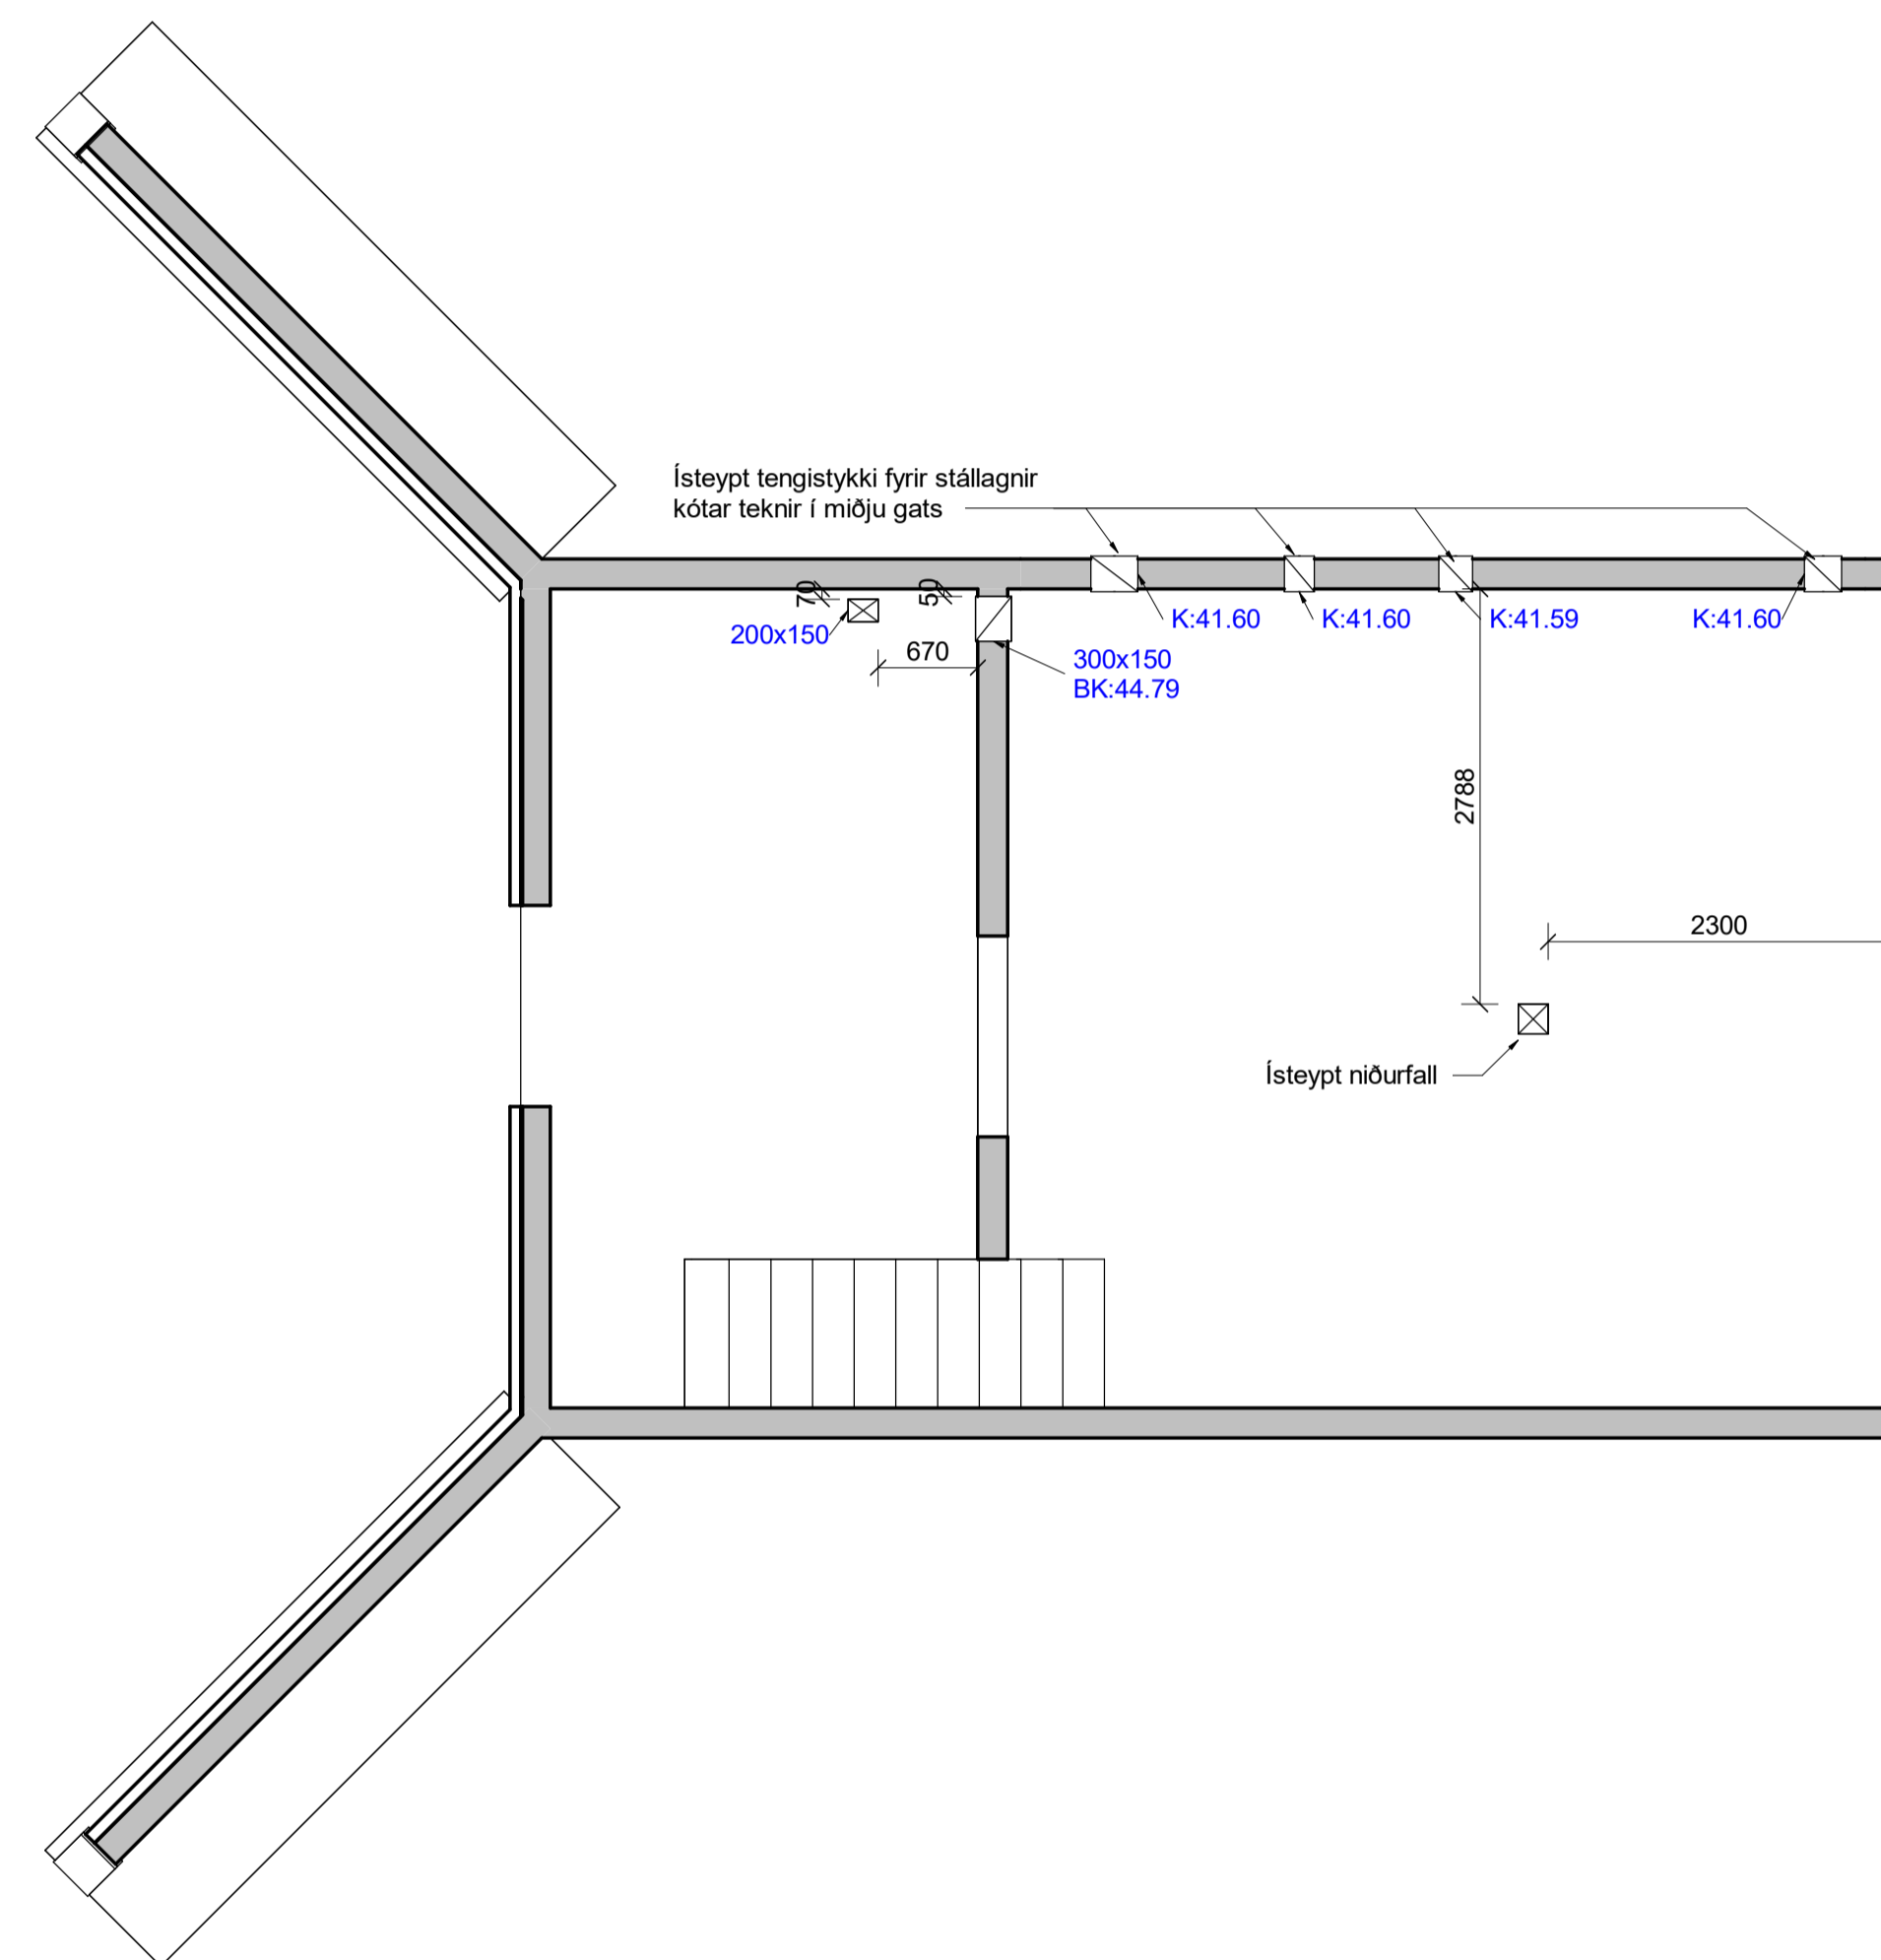 Ísteypt tengistykki fyrir stállagnir
kótar teknir í miðju gats
70
50
200x150
K:41.60
K:41.60
K:41.59
K:41.60
670
300x150
BK:44.79
2788
2300
Ísteypt niðurfall